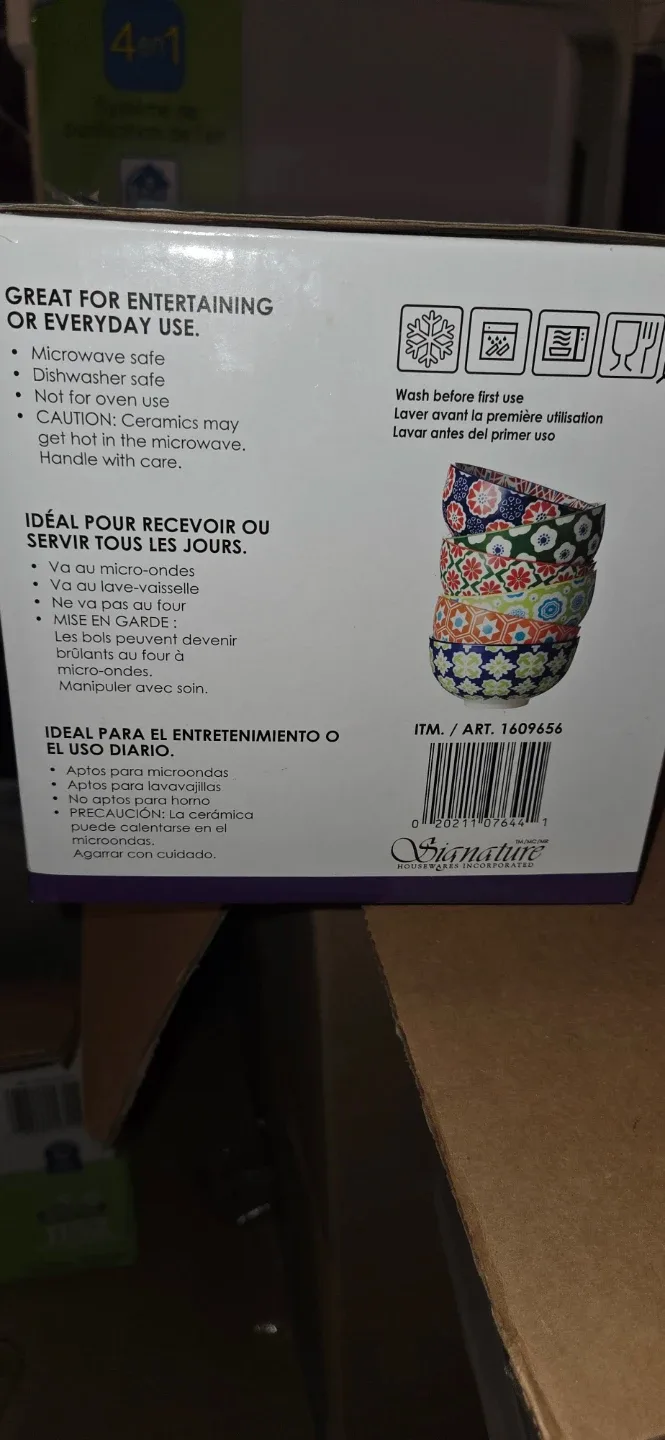 4en1
GREAT FOR ENTERTAINING
OR EVERYDAY USE.
• Microwave safe
• Dishwasher safe
• Not for oven use
• CAUTION: Ceramics may
get hot in the microwave.
Handle with care.
IDÉAL POUR RECEVOIR OU
SERVIR TOUS LES JOURS.
• Va au micro-ondes
• Va au lave-vaisselle
• Ne va pas au four
• MISE EN GARDE :
Les bols peuvent devenir
brûlants au four à
micro-ondes.
Manipuler avec soin.
IDEAL PARA EL ENTRETENIMIENTO O
EL USO DIARIO.
• Aptos para microondas
• Aptos para lavavajillas
• No aptos para horno
• PRECAUCIÓN: La cerámica
puede calentarse en el
microondas.
Agarrar con cuidado.
Wash before first use
Laver avant la première utilisation
Lavar antes del primer uso
ITM. / ART. 1609656
0 20211 07644 1
Signature TM/MC/MR
HOUSEWARES INCORPORATED